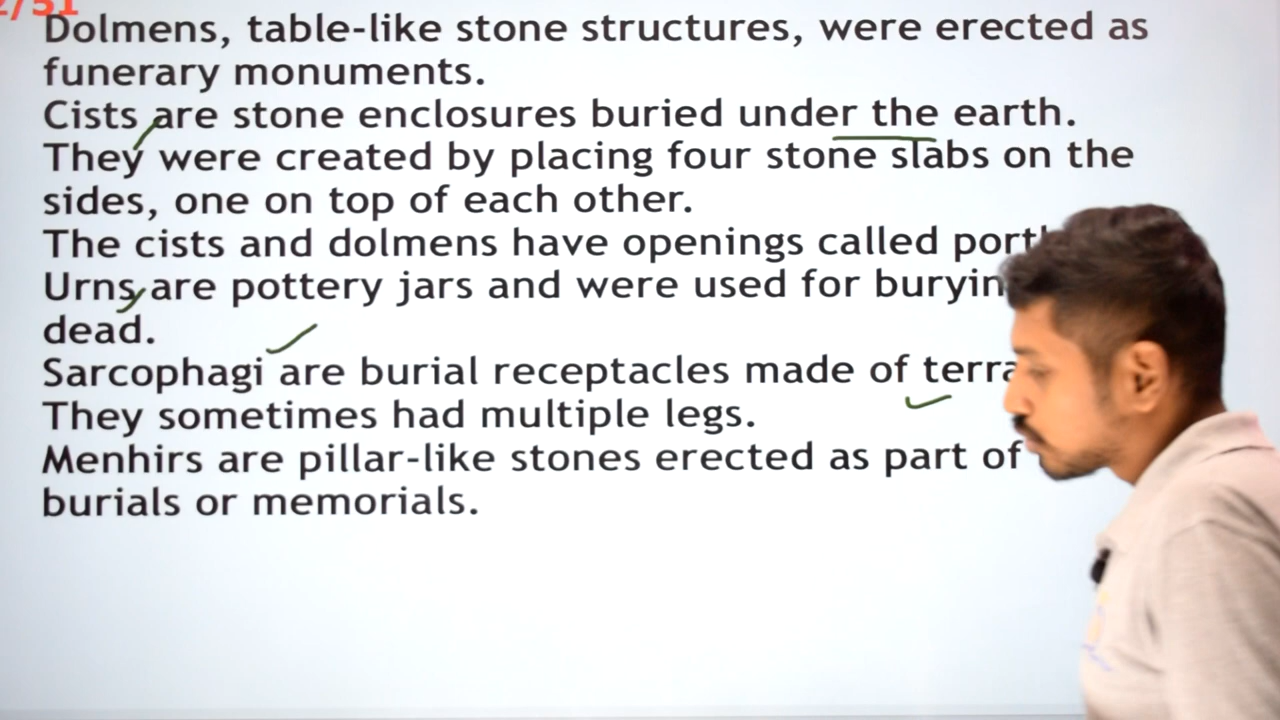 2/51
Dolmens, table-like stone structures, were erected as
funerary monuments.
Cists are stone enclosures buried under the earth.
They were created by placing four stone slabs on the
sides, one on top of each other.
The cists and dolmens have openings called
Urns are pottery jars and were used for
dead.
Sarcophagi are burial receptacles made of
They sometimes had multiple legs.
Menhirs are pillar-like stones erected as part of
burials or memorials.